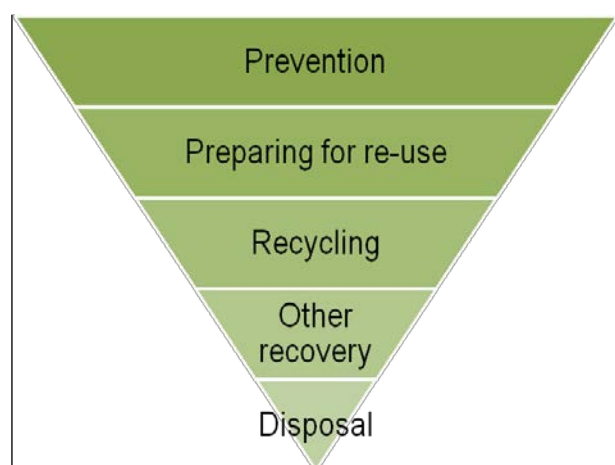 Prevention
Preparing for re-use
Recycling
Other
recovery
Disposal